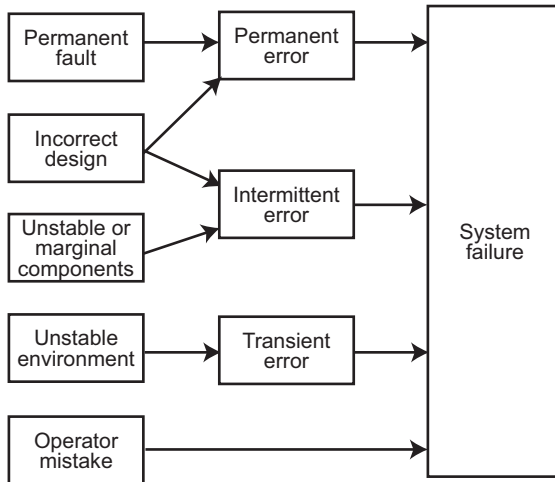 Permanent
fault
Permanent
error
Incorrect
design
Intermittent
error
Unstable or
marginal
components
System
failure
Unstable
environment
Transient
error
Operator
mistake